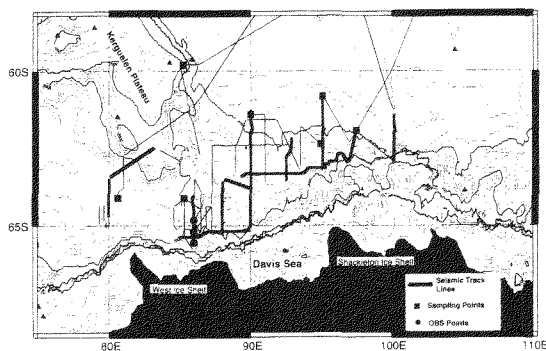 Kerguelen Plateau
60S
65S
Davis Sea
Shackleton Ice Shelf
West Ice Shelf
Seismic Track
Lines
Sampling Points
OBS Points
80E
90E
100E
110E